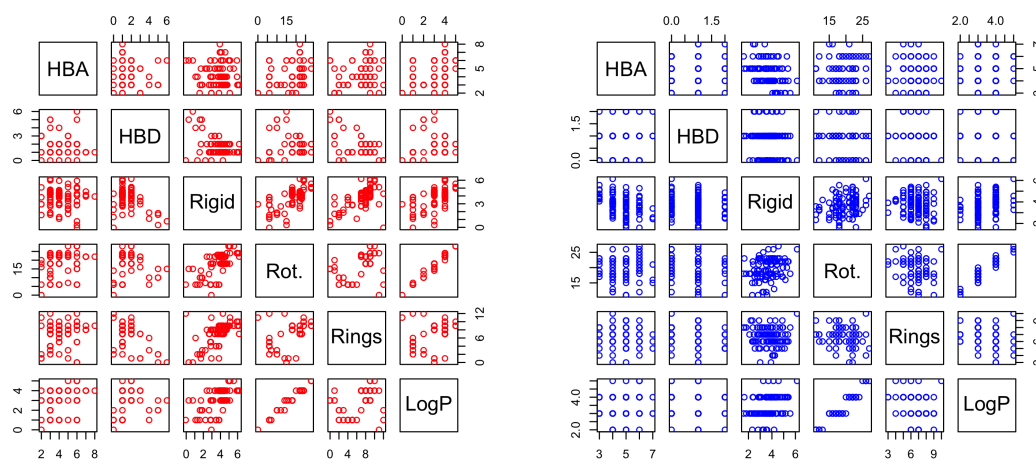 0 2 4 6 0 15 0 2 4 0.0 1.5 15 25 2.0 4.0
HBA 2 5 8 HBA
0 3 6 HBD 0.0 1.5 HBD
Rigid 0 3 6 Rigid
0 15 Rot. 15 25 Rot.
Rings 0 6 12 Rings
0 2 4 LogP 2.0 4.0 LogP
2 4 6 8 0 2 4 6 0 4 8 3 5 7 2 4 6 3 6 9